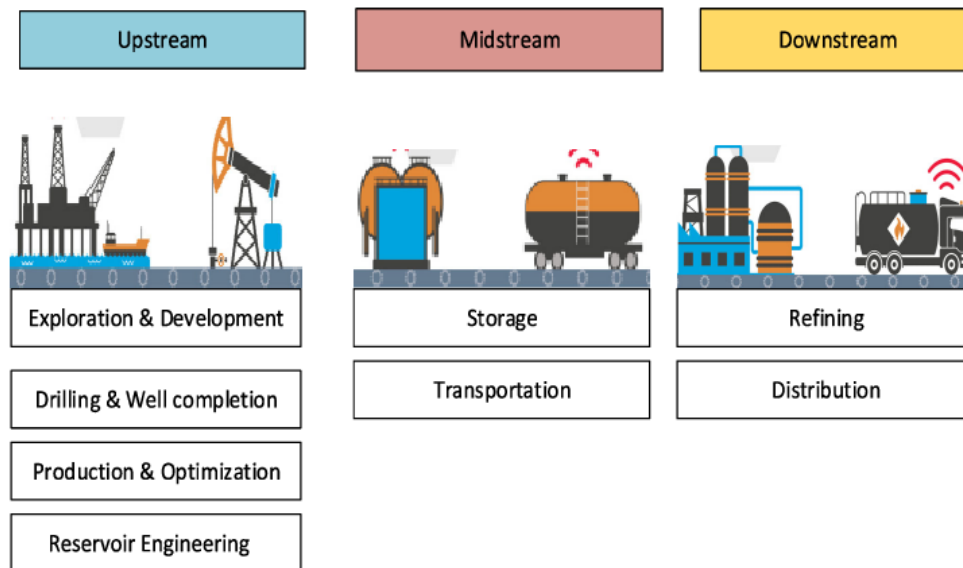 Upstream
Midstream
Downstream
Exploration & Development
Storage
Refining
Drilling & Well completion
Transportation
Distribution
Production & Optimization
Reservoir Engineering